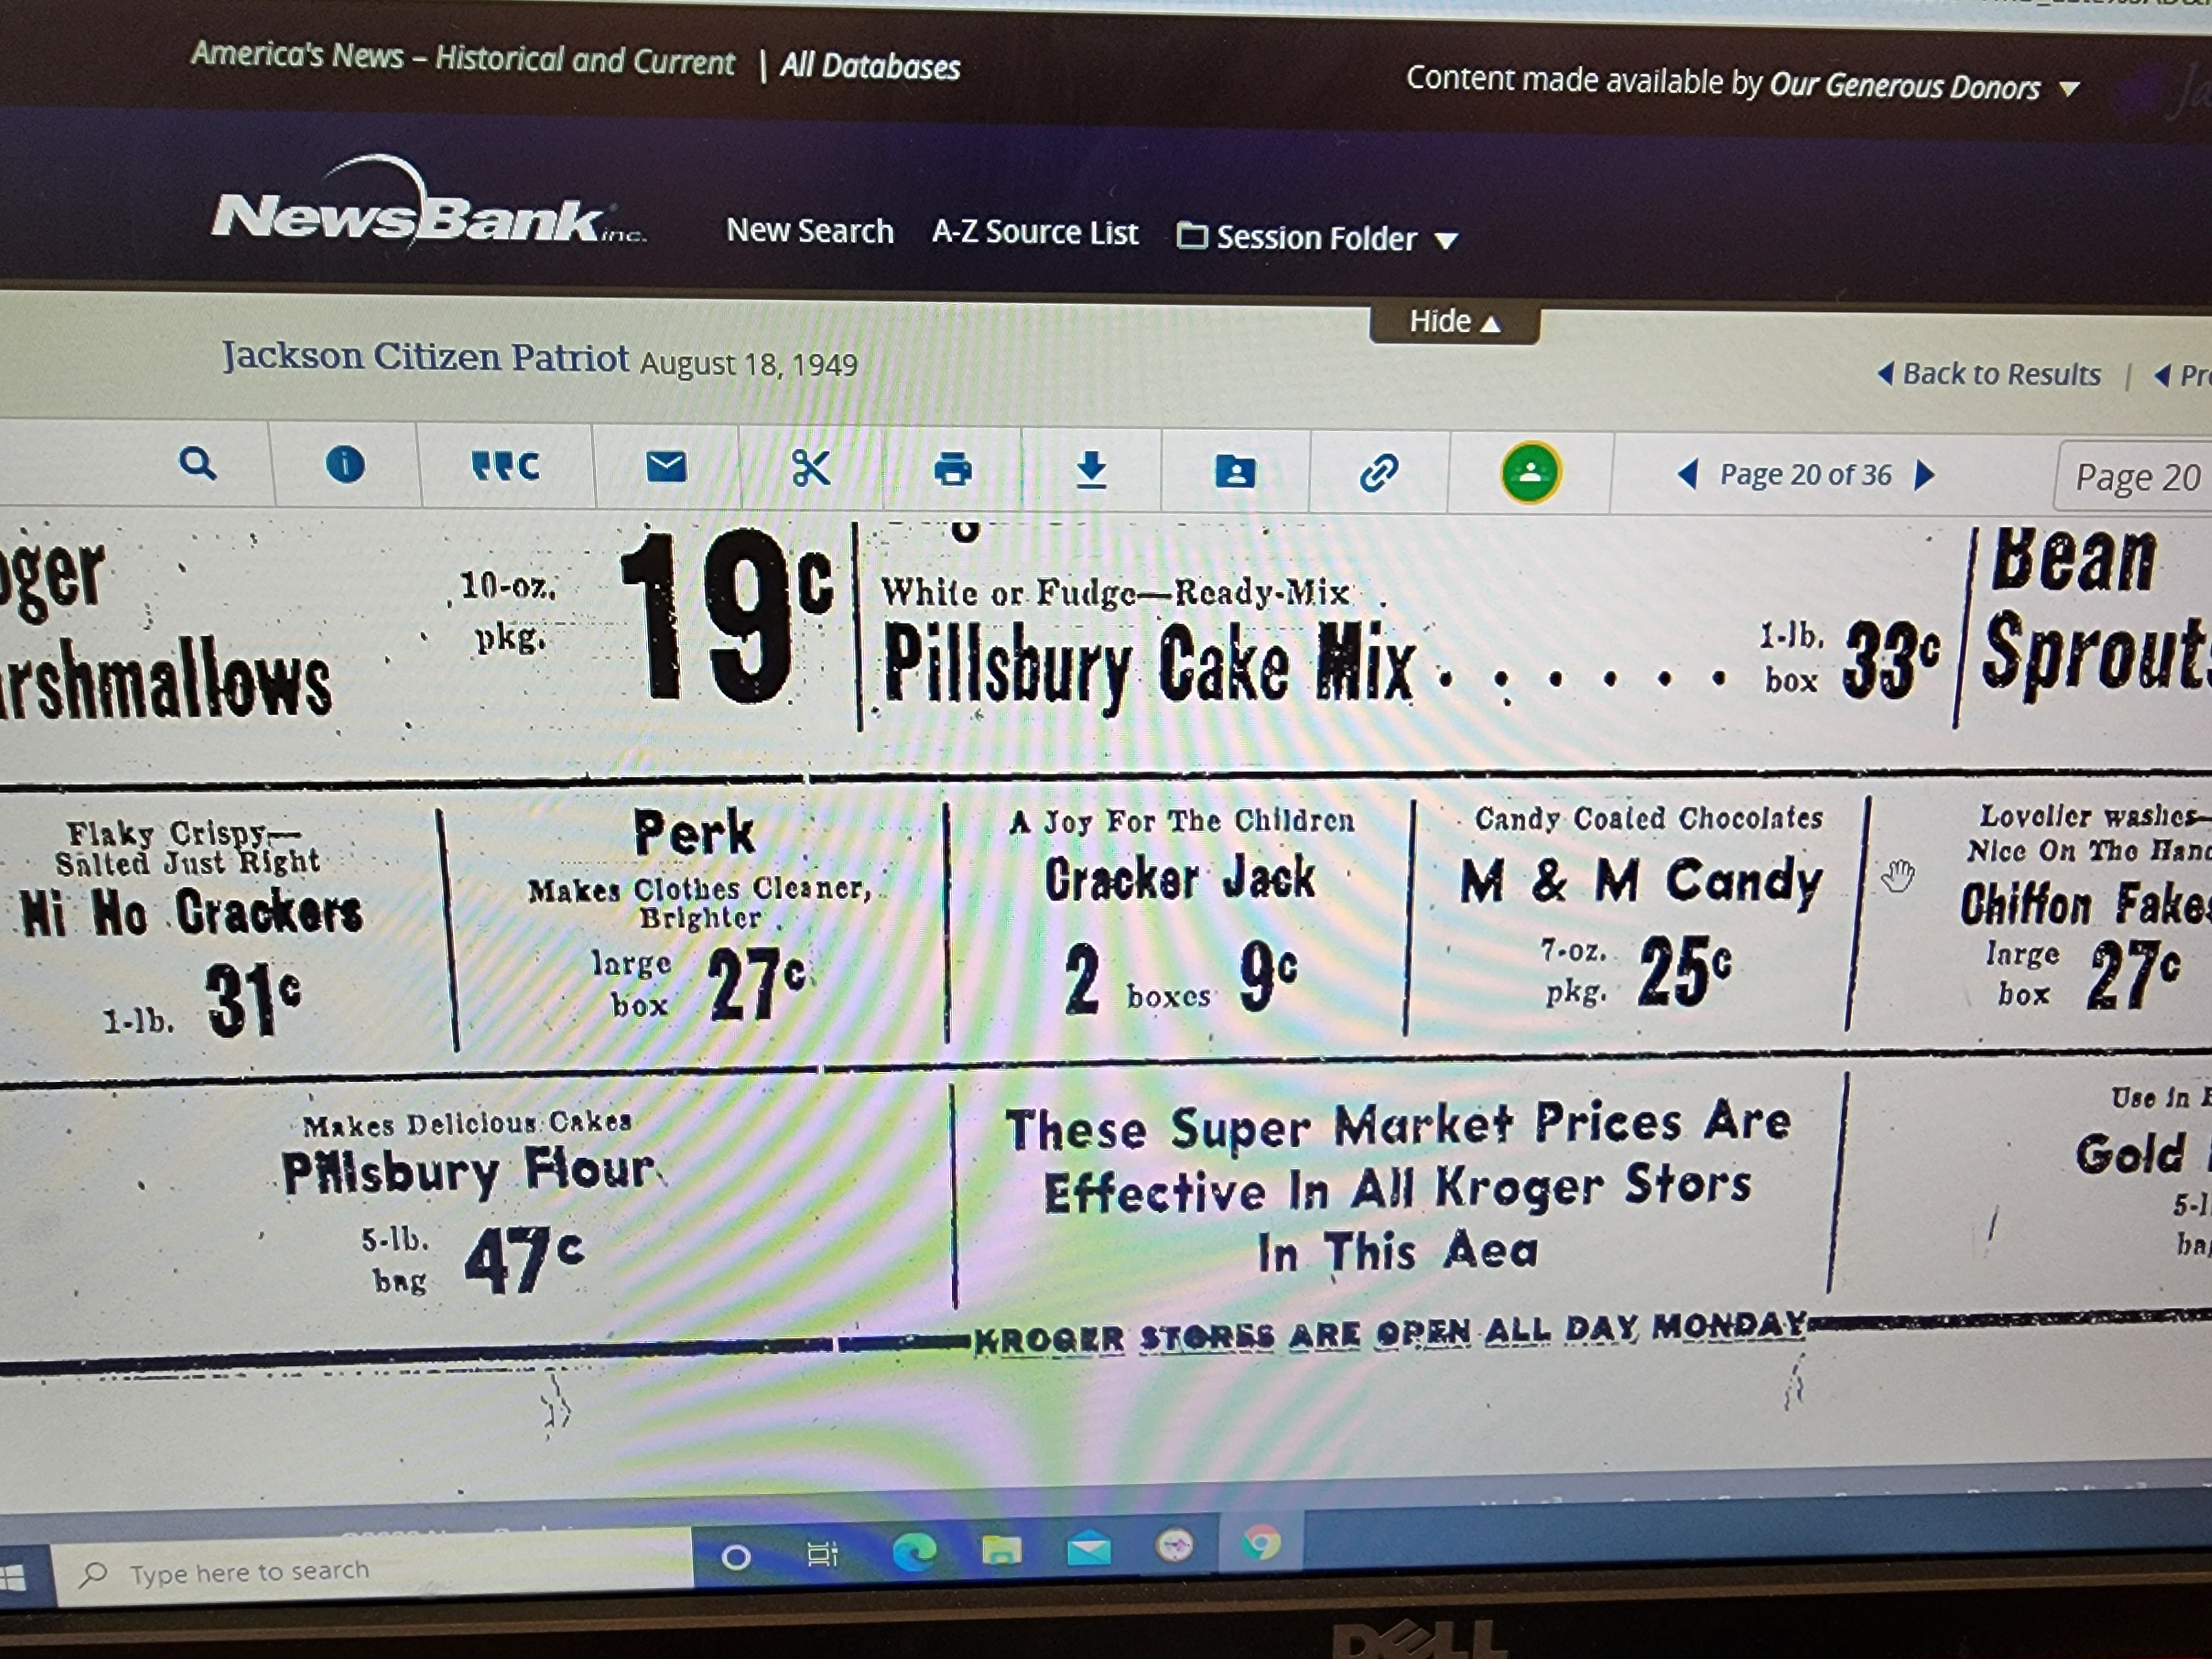 America's News – Historical and Current | All Databases
Content made available by Our Generous Donors
NewsBank inc.
New Search A-Z Source List Session Folder
Hide
Jackson Citizen Patriot August 18, 1949
Back to Results |
Page 20 of 36
Page 20
10-oz.
pkg.
19c
White or Fudge—Ready-Mix
Pillsbury Cake Mix . . . . . .
1-lb.
box
33c
Bean
Flaky Crispy—
Salted Just Right
Hi Ho Crackers
1-lb. 31c
Perk
Makes Clothes Cleaner,
Brighter
large
box
27c
A Joy For The Children
Cracker Jack
2 boxes 9c
Candy Coated Chocolates
M & M Candy
7-oz.
pkg.
25c
Lovelier washes—
Nice On The
Chiffon
large
box
27c
Makes Delicious Cakes
Pillsbury Flour
5-lb.
bag
47c
These Super Market Prices Are
Effective In All Kroger Stors
In This Aea
Use in
Gold
KROGER STORES ARE OPEN ALL DAY MONDAY
Type here to search
DELL